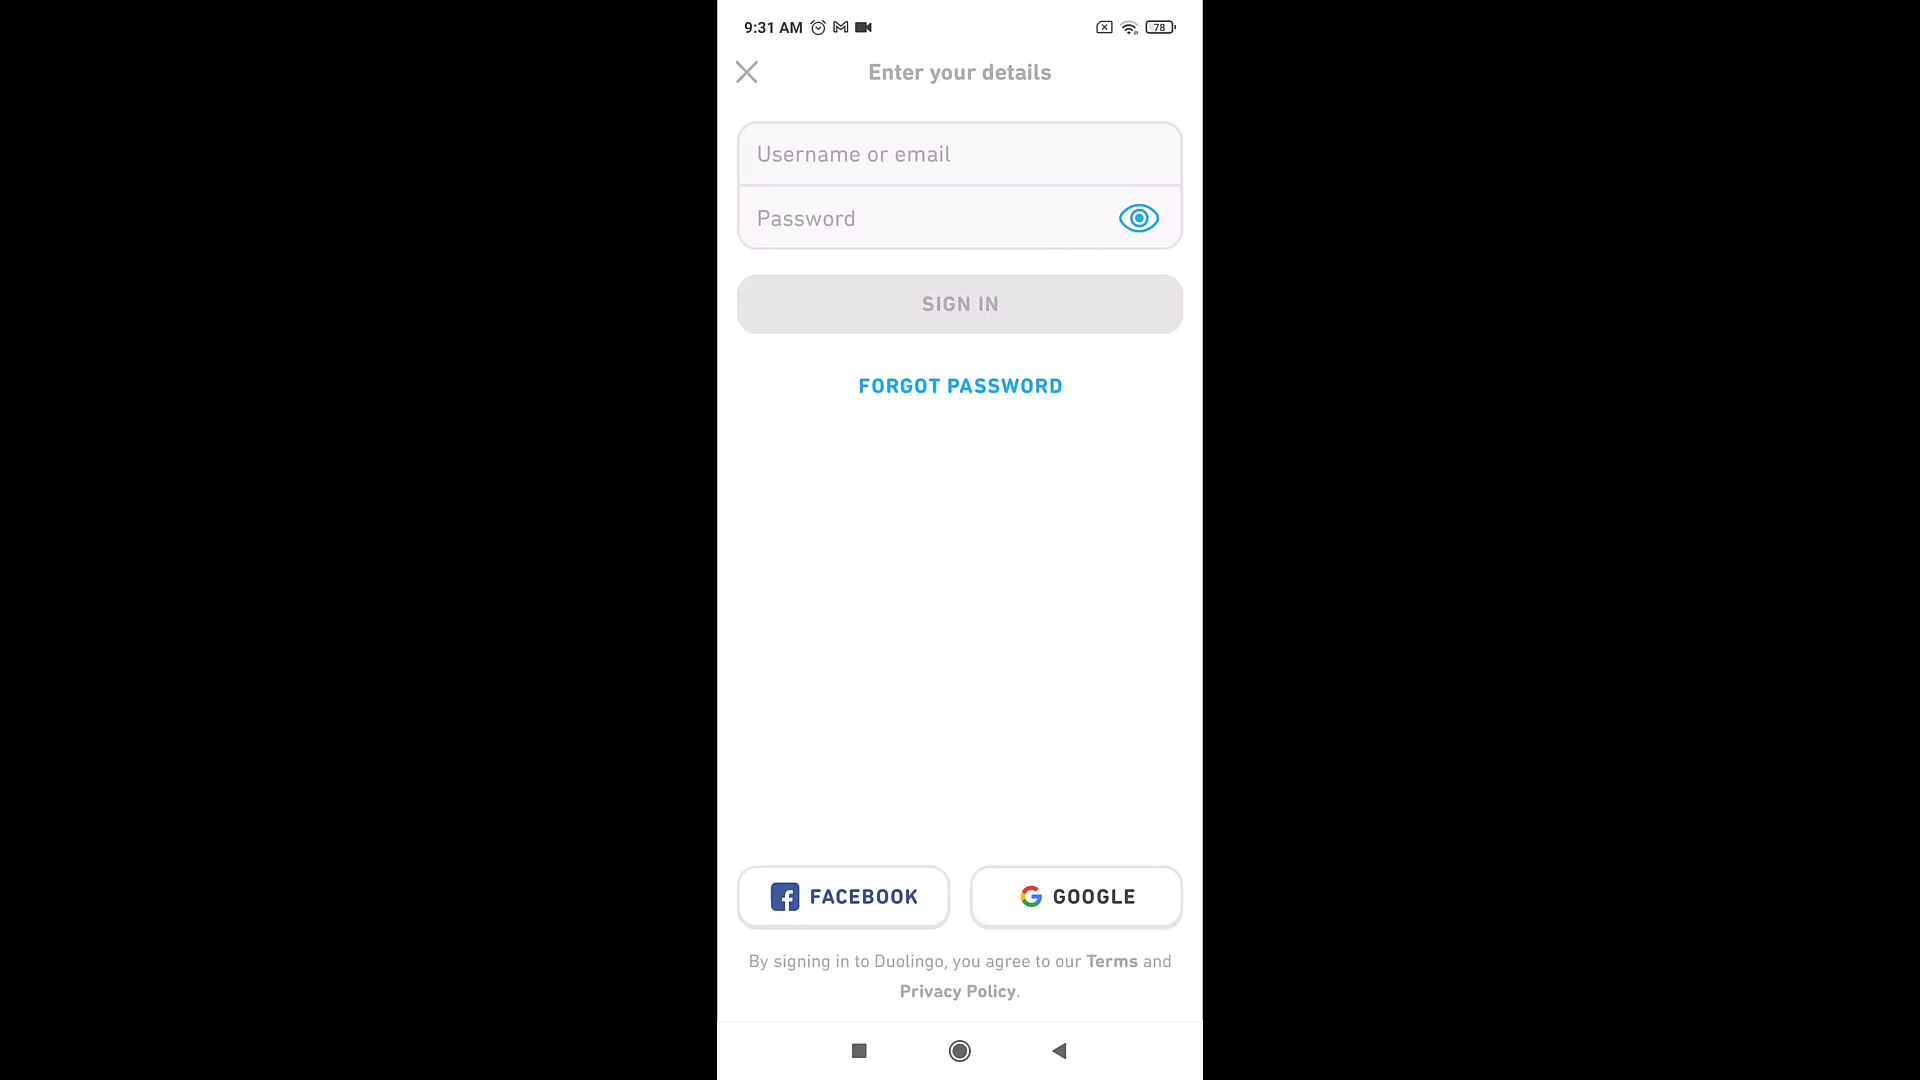 9:31 AM
78
Enter your details
Username or email
Password
SIGN IN
FORGOT PASSWORD
FACEBOOK
GOOGLE
By signing in to Duolingo, you agree to our Terms and
Privacy Policy.